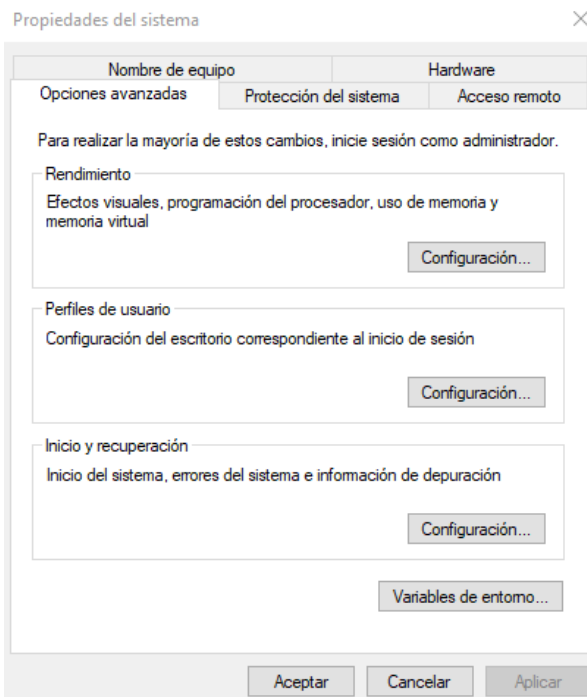 Propiedades del sistema
Nombre de equipo
Hardware
Opciones avanzadas
Protección del sistema
Acceso remoto
Para realizar la mayoría de estos cambios, inicie sesión como administrador.
Rendimiento
Efectos visuales, programación del procesador, uso de memoria y
memoria virtual
Configuración...
Perfiles de usuario
Configuración del escritorio correspondiente al inicio de sesión
Configuración...
Inicio y recuperación
Inicio del sistema, errores del sistema e información de depuración
Configuración...
Variables de entorno...
Aceptar
Cancelar
Aplicar